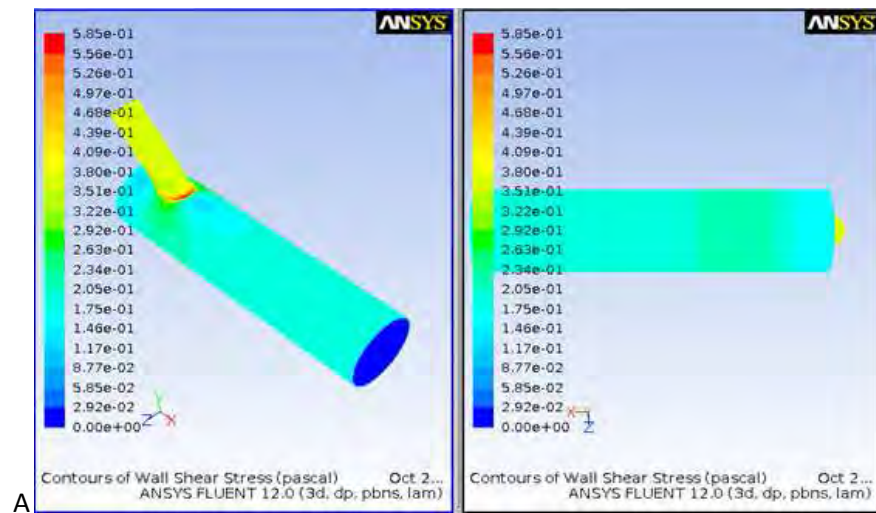 ANSYS
5.85e-01
5.56e-01
5.26e-01
4.97e-01
4.68e-01
4.39e-01
4.09e-01
3.80e-01
3.51e-01
3.22e-01
2.92e-01
2.63e-01
2.34e-01
2.05e-01
1.75e-01
1.46e-01
1.17e-01
8.77e-02
5.85e-02
2.92e-02
0.00e+00
Y
Z
X
Contours of Wall Shear Stress (pascal) Oct 2...
ANSYS FLUENT 12.0 (3d, dp, pbns, lam)
ANSYS
5.85e-01
5.56e-01
5.26e-01
4.97e-01
4.68e-01
4.39e-01
4.09e-01
3.80e-01
3.51e-01
3.22e-01
2.92e-01
2.63e-01
2.34e-01
2.05e-01
1.75e-01
1.46e-01
1.17e-01
8.77e-02
5.85e-02
2.92e-02
0.00e+00
X
Z
Contours of Wall Shear Stress (pascal) Oct 2...
ANSYS FLUENT 12.0 (3d, dp, pbns, lam)
A